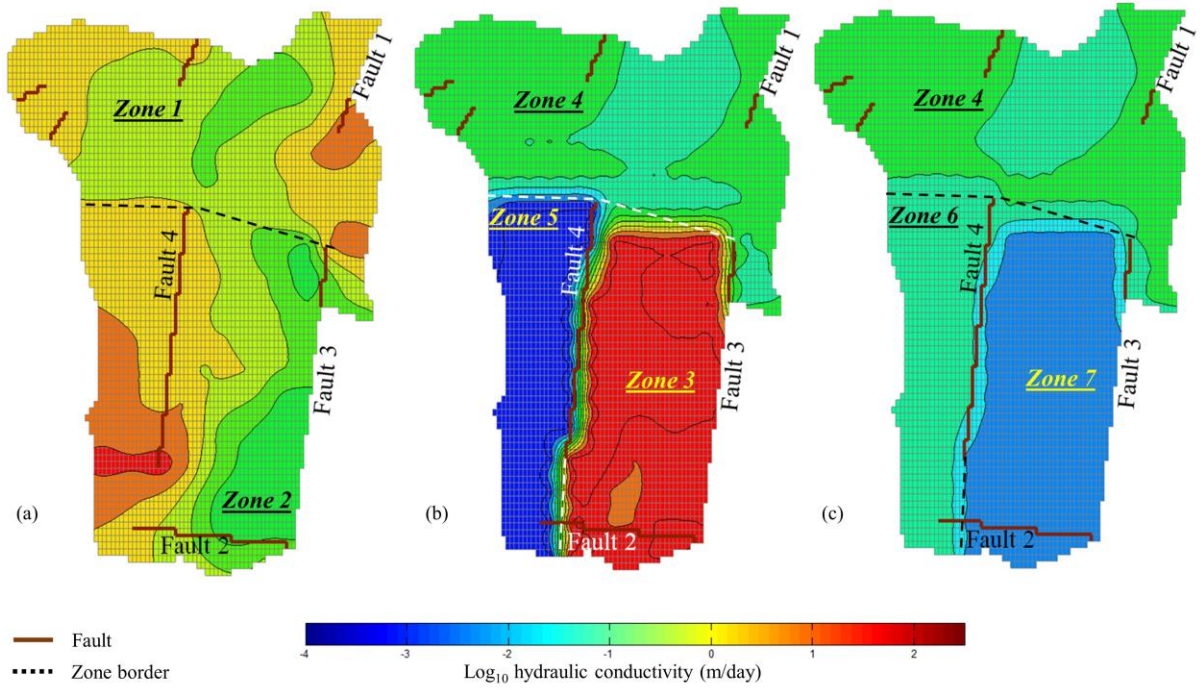 Zone 1
Fault 1
Fault 4
Fault 3
Zone 2
(a)
Fault 2
Zone 4
Fault 1
Zone 5
Fault 4
Fault 3
Zone 3
(b)
Fault 2
Zone 4
Fault 1
Zone 6
Fault 4
Fault 3
Zone 7
(c)
Fault 2
Fault
Zone border
-4 -3 -2 -1 0 1 2
Log10 hydraulic conductivity (m/day)